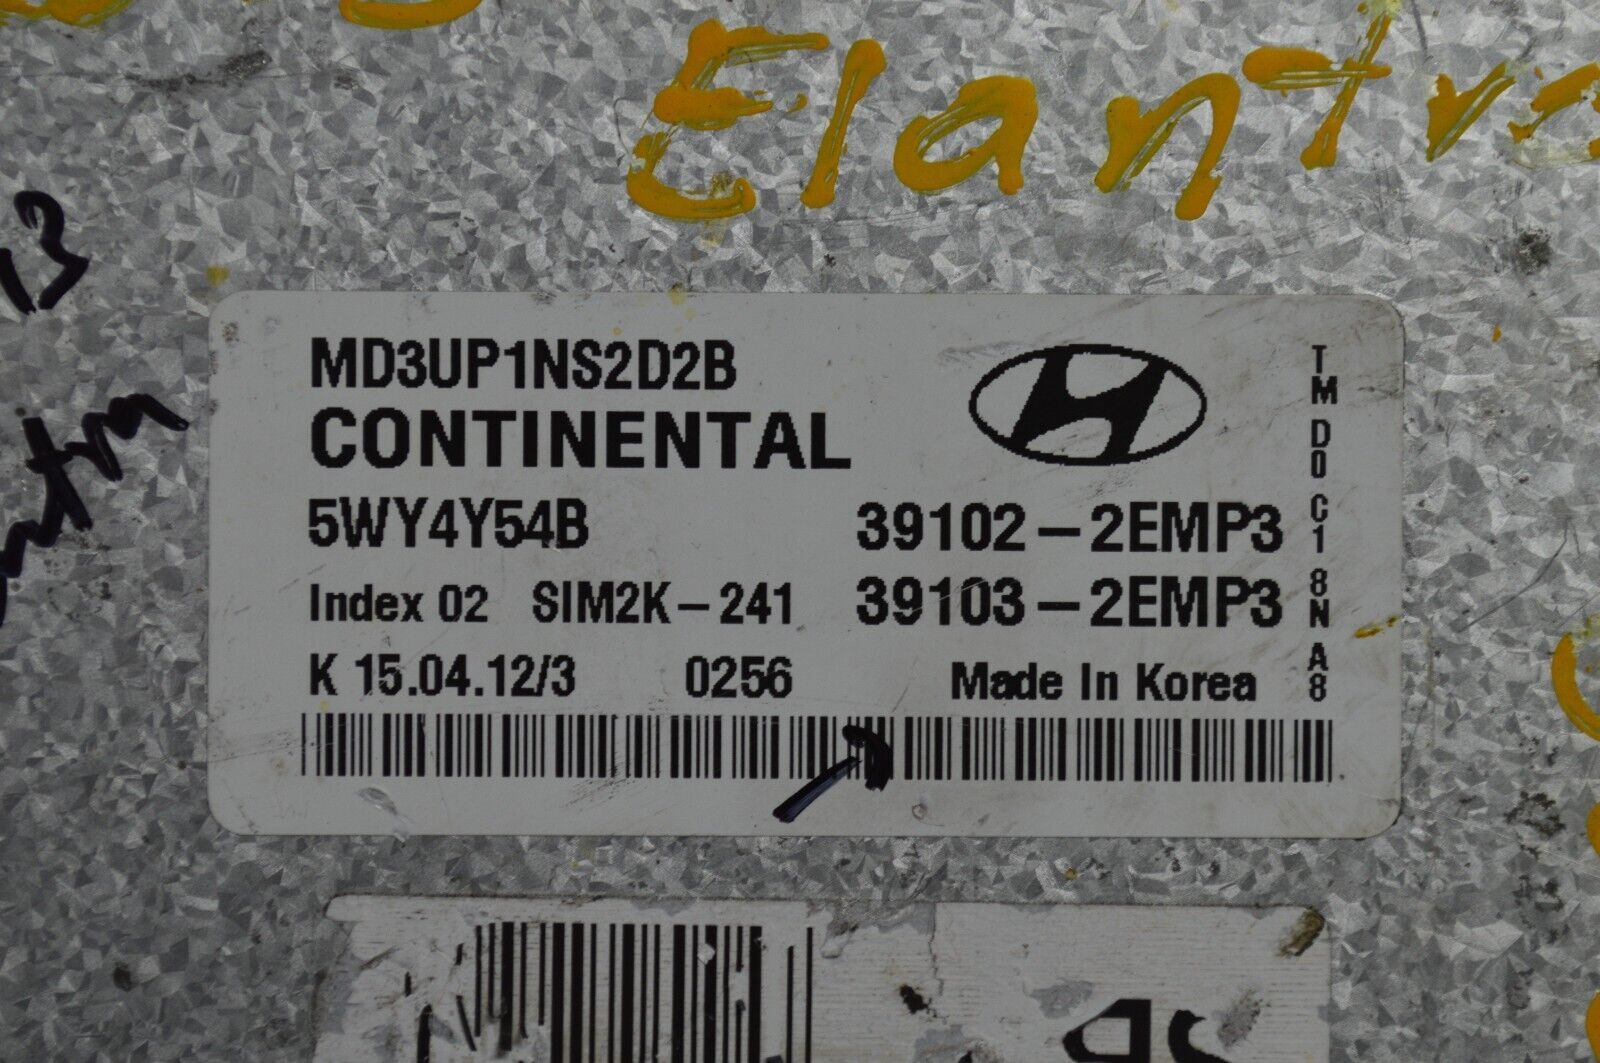 Elantra
13
MD3UP1NS2D2B
CONTINENTAL
5WY4Y54B
39102-2EMP3
Index 02 SIM2K-241
39103-2EMP3
K 15.04.12/3 0256 Made In Korea
TM D0 C1 8N A8